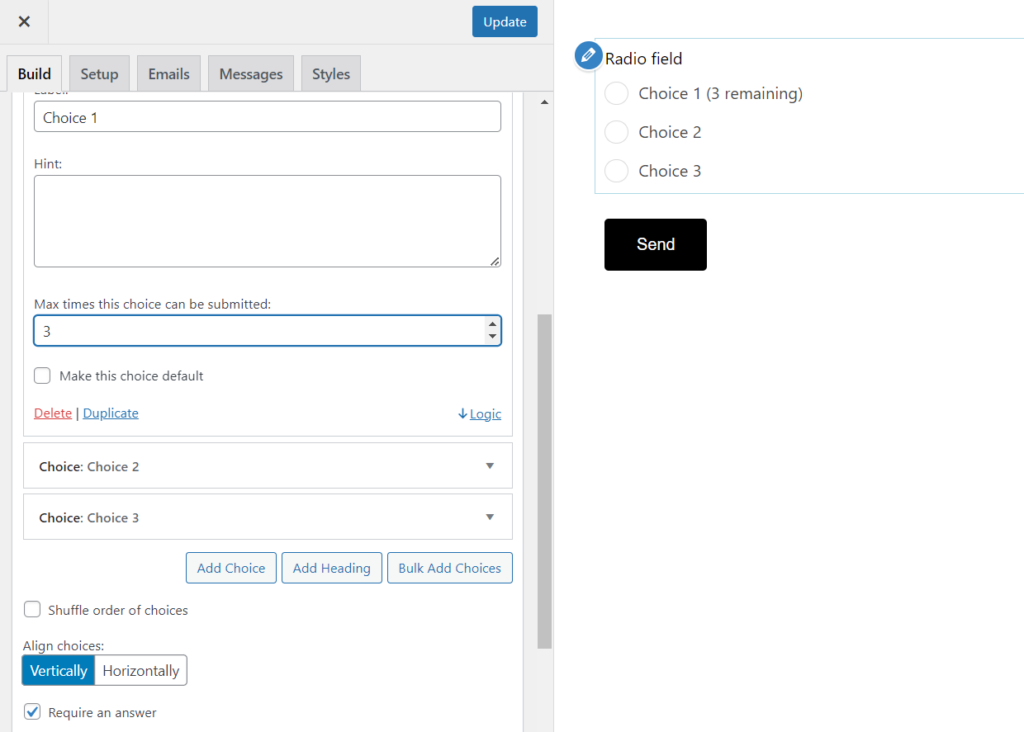 Update
Build
Setup
Emails
Messages
Styles
Choice 1
Hint:
Max times this choice can be submitted:
3
Make this choice default
Delete | Duplicate
Logic
Choice: Choice 2
Choice: Choice 3
Add Choice
Add Heading
Bulk Add Choices
Shuffle order of choices
Align choices:
Vertically
Horizontally
Require an answer
Radio field
Choice 1 (3 remaining)
Choice 2
Choice 3
Send